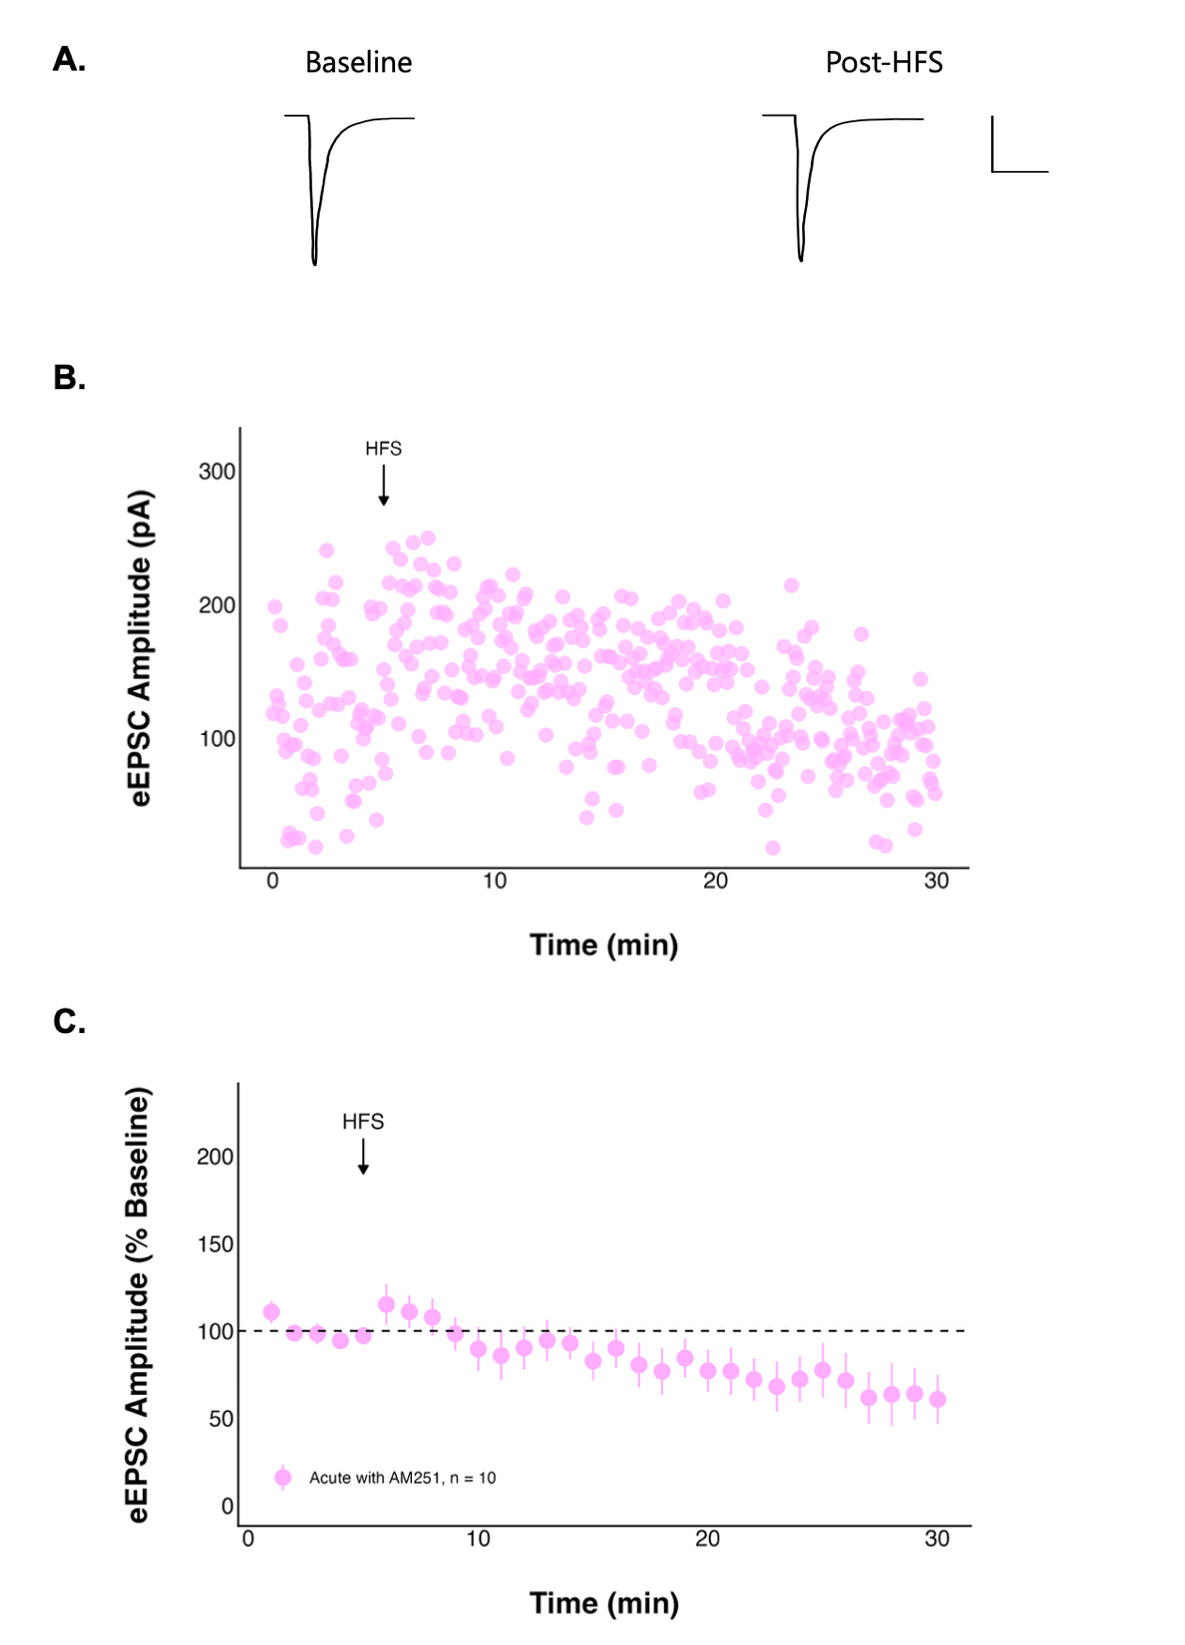 A.
Baseline
Post-HFS
B.
HFS
300
200
100
eEPSC Amplitude (pA)
0
10
20
30
Time (min)
C.
HFS
200
150
100
50
0
eEPSC Amplitude (% Baseline)
Acute with AM251, n = 10
0
10
20
30
Time (min)